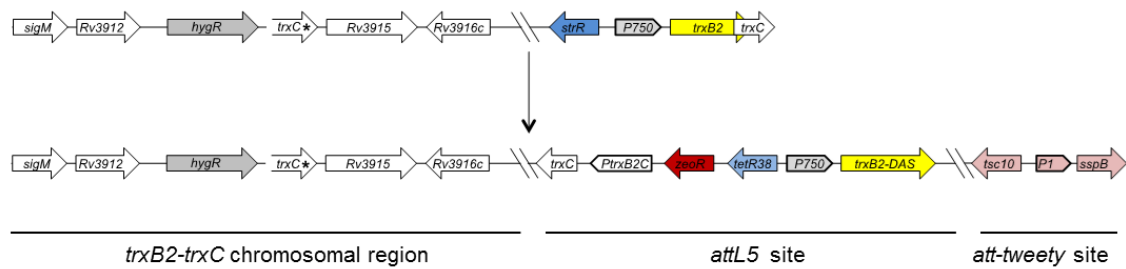 sigM Rv3912 hygR trxC* Rv3915 Rv3916c strR P750 trxB2 trxC
sigM Rv3912 hygR trxC* Rv3915 Rv3916c trxC PtrxB2C zeoR tetR38 P750 trxB2-DAS tsc10 P1 sspB
trxB2-trxC chromosomal region attL5 site att-tweety site